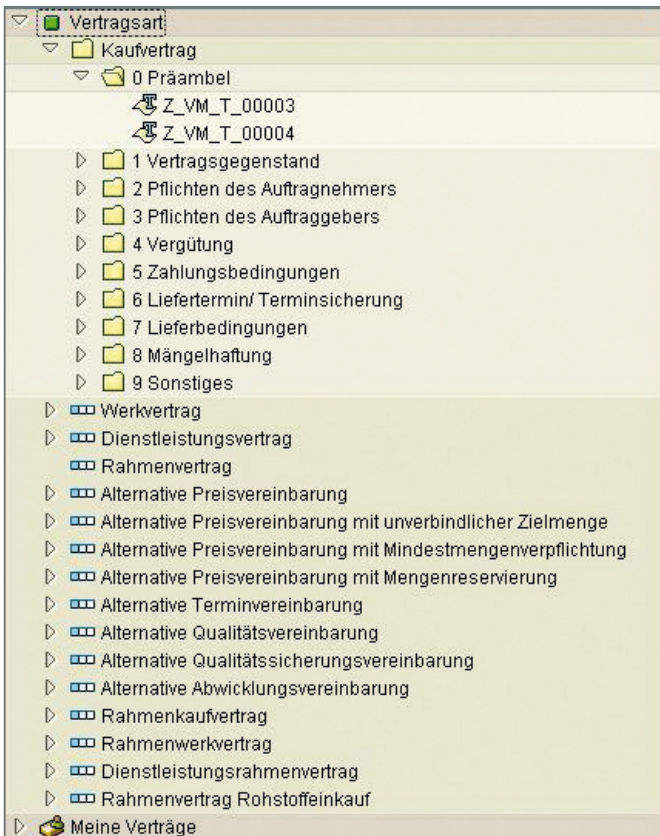 Vertragsart
Kaufvertrag
0 Präambel
Z_VM_T_00003
Z_VM_T_00004
1 Vertragsgegenstand
2 Pflichten des Auftragnehmers
3 Pflichten des Auftraggebers
4 Vergütung
5 Zahlungsbedingungen
6 Liefertermin/ Terminsicherung
7 Lieferbedingungen
8 Mängelhaftung
9 Sonstiges
Werkvertrag
Dienstleistungsvertrag
Rahmenvertrag
Alternative Preisvereinbarung
Alternative Preisvereinbarung mit unverbindlicher Zielmenge
Alternative Preisvereinbarung mit Mindestmengenverpflichtung
Alternative Preisvereinbarung mit Mengenreservierung
Alternative Terminvereinbarung
Alternative Qualitätsvereinbarung
Alternative Qualitätssicherungsvereinbarung
Alternative Abwicklungsvereinbarung
Rahmenkaufvertrag
Rahmenwerkvertrag
Dienstleistungsrahmenvertrag
Rahmenvertrag Rohstoffeinkauf
Meine Verträge